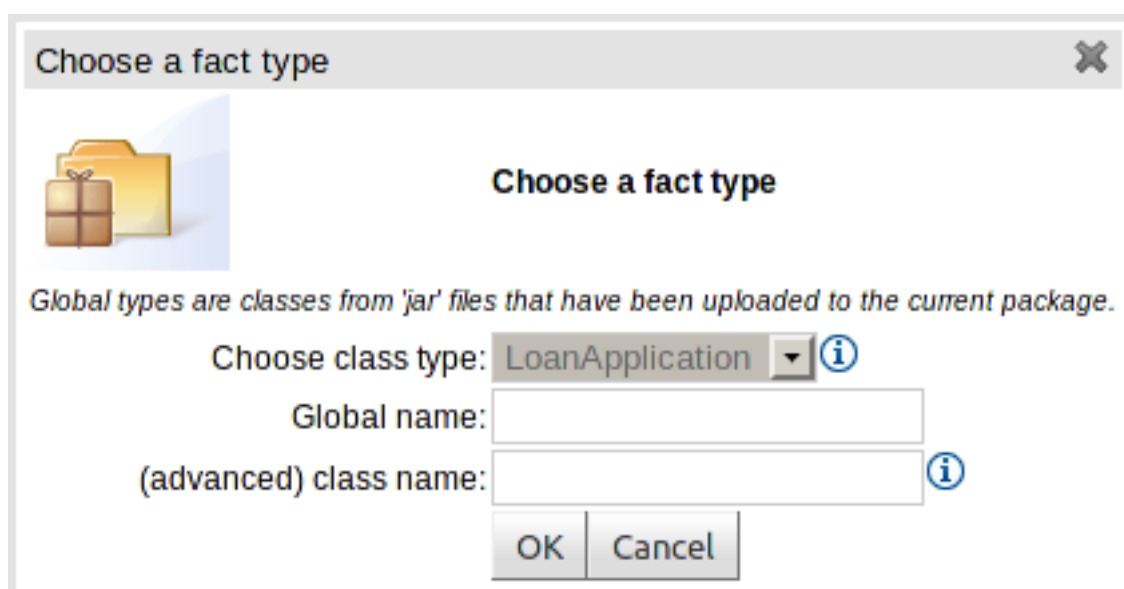 Choose a fact type
Choose a fact type
Global types are classes from 'jar' files that have been uploaded to the current package.
Choose class type: LoanApplication
Global name:
(advanced) class name:
OK Cancel